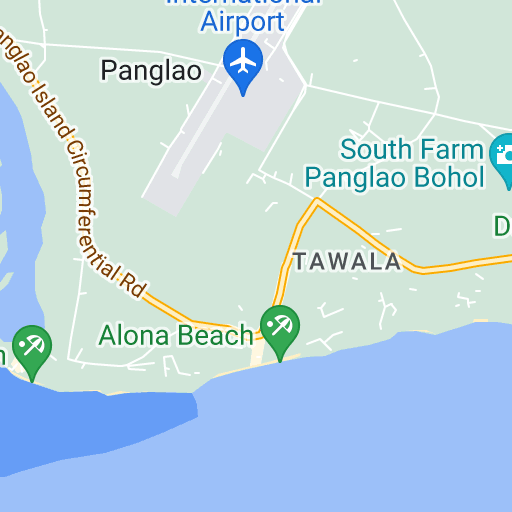 International
Airport
Panglao
Panglao Island Circumferential Rd
South Farm
Panglao Bohol
D
TAWALA
Alona Beach
n